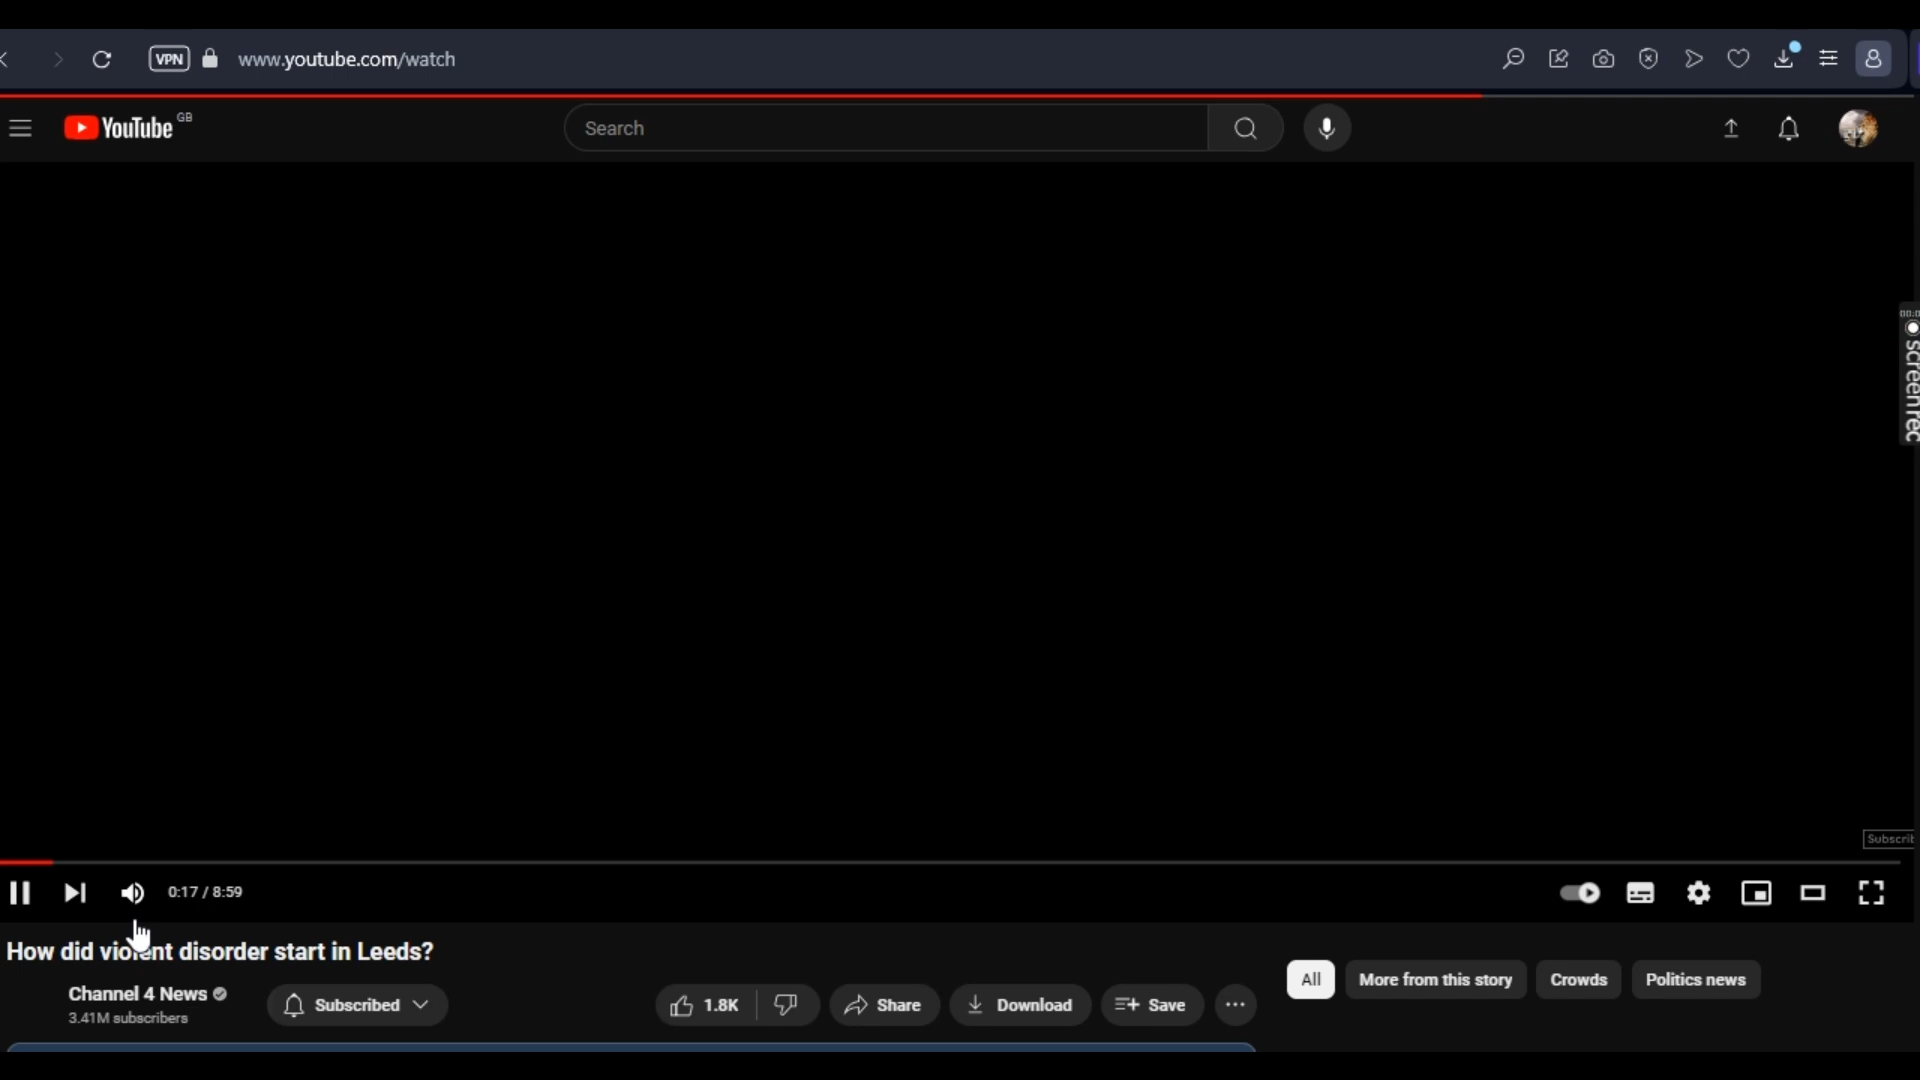 VPN www.youtube.com/watch
YouTube GB
Search
screenrec
0:17 / 8:59
How did violent disorder start in Leeds?
Channel 4 News
3.41M subscribers
Subscribed
1.8K
Share
Download
Save
All
More from this story
Crowds
Politics news